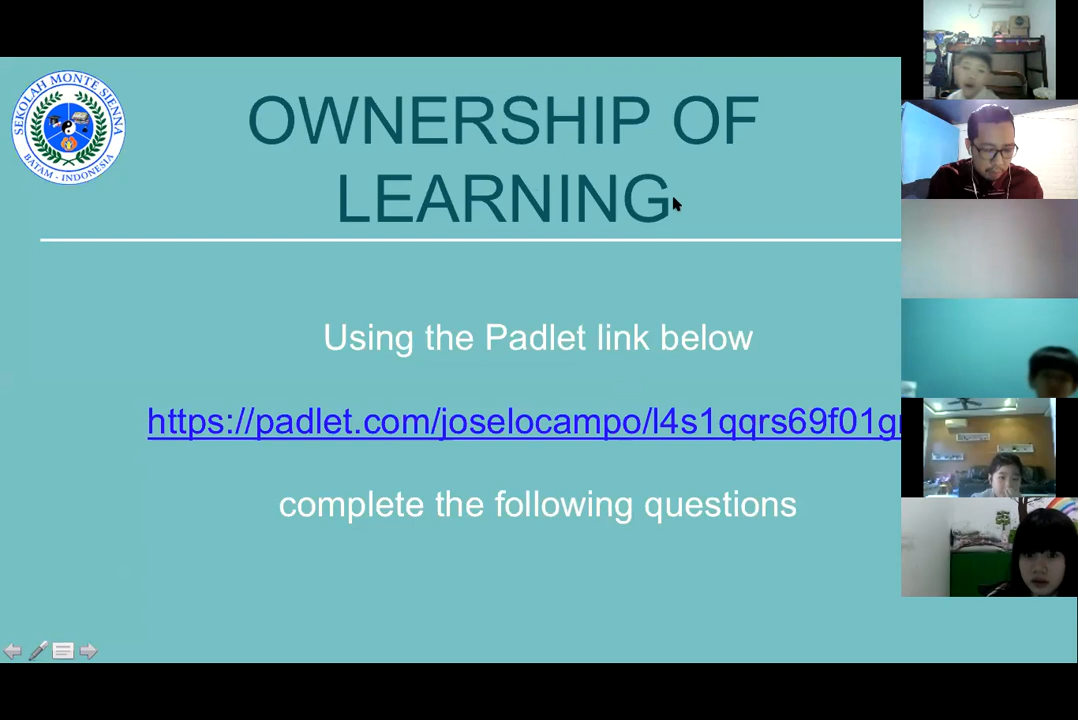 SEKOLAH MONTE SIENNA
BATAM - INDONESIA
OWNERSHIP OF
LEARNING
Using the Padlet link below
https://padlet.com/joselocampo/l4s1qqrs69f01g
complete the following questions